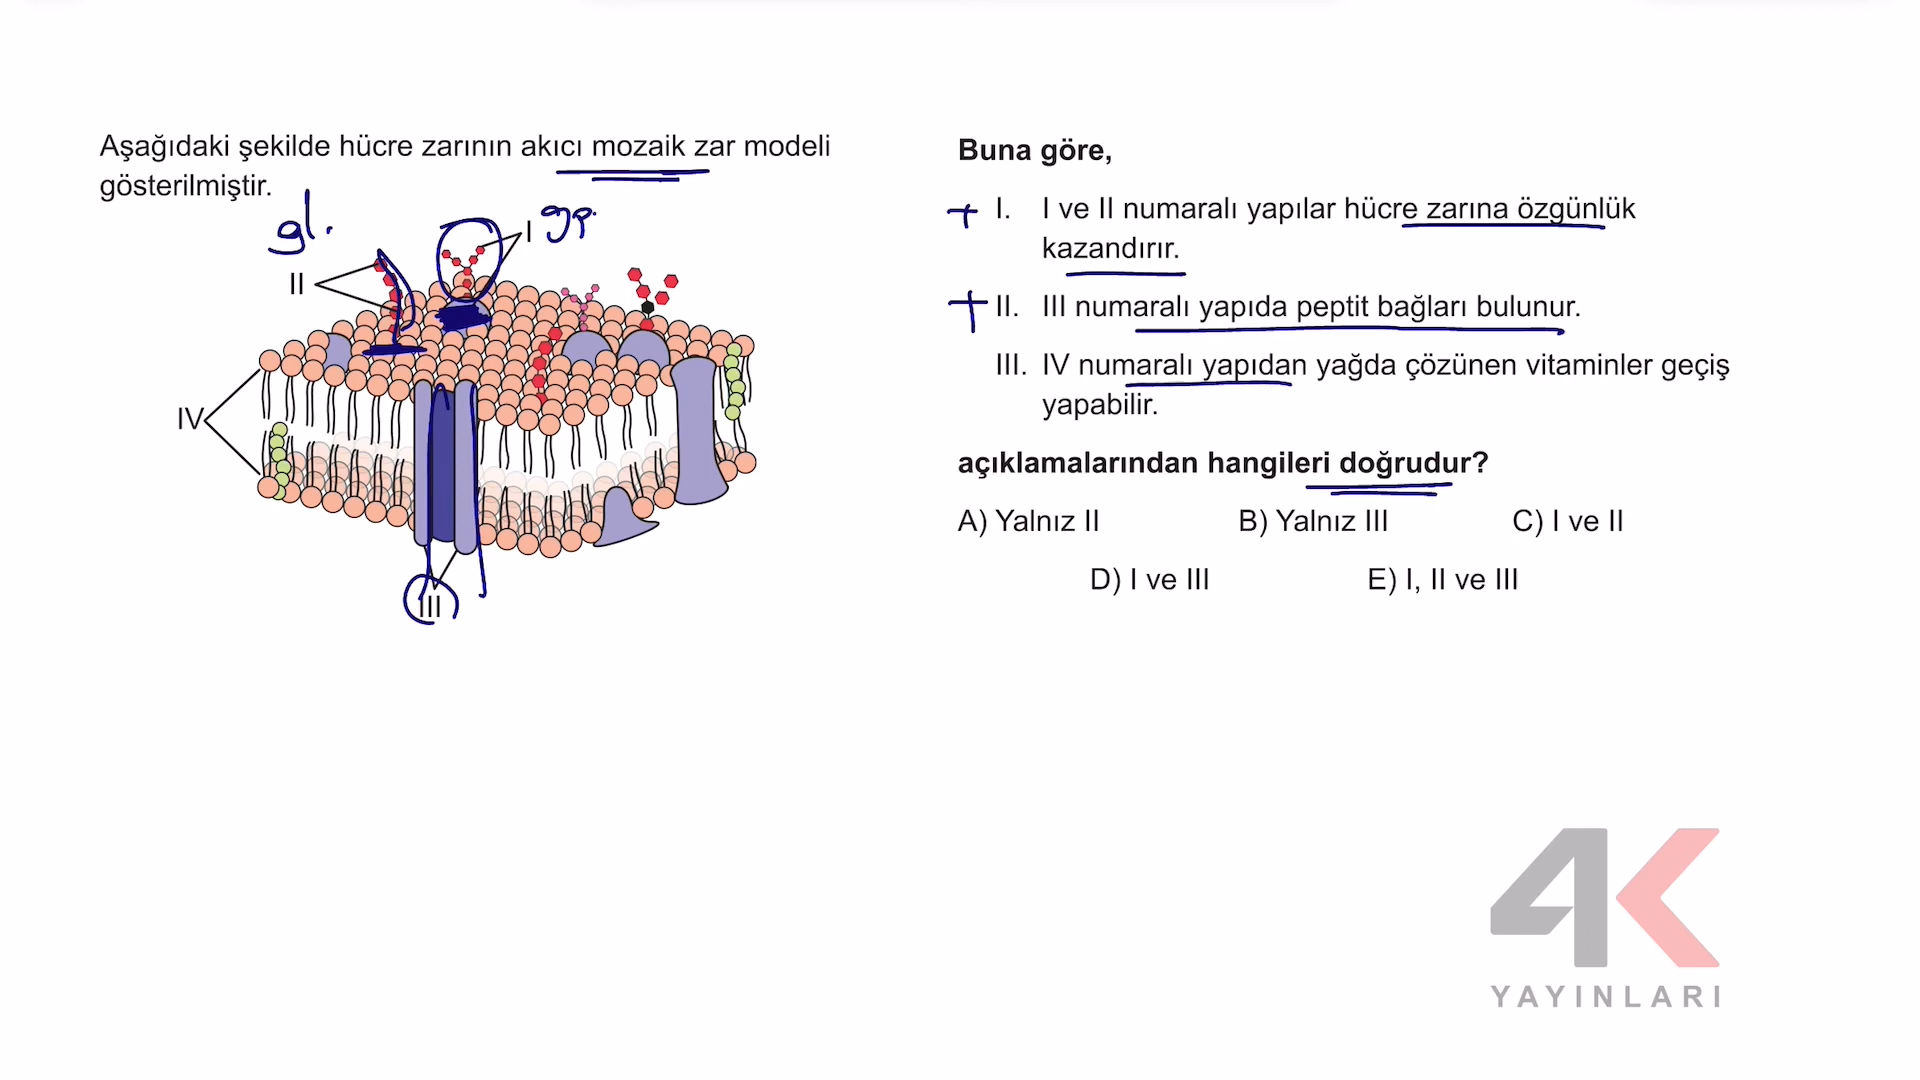 Aşağıdaki şekilde hücre zarının akıcı mozaik zar modeli
gösterilmiştir.
gl.
I
gp.
II
IV
III
Buna göre,
+ I. I ve II numaralı yapılar hücre zarına özgünlük
kazandırır.
+ II. III numaralı yapıda peptit bağları bulunur.
III. IV numaralı yapıdan yağda çözünen vitaminler geçiş
yapabilir.
açıklamalarından hangileri doğrudur?
A) Yalnız II B) Yalnız III C) I ve II
D) I ve III E) I, II ve III
4K
YAYINLARI